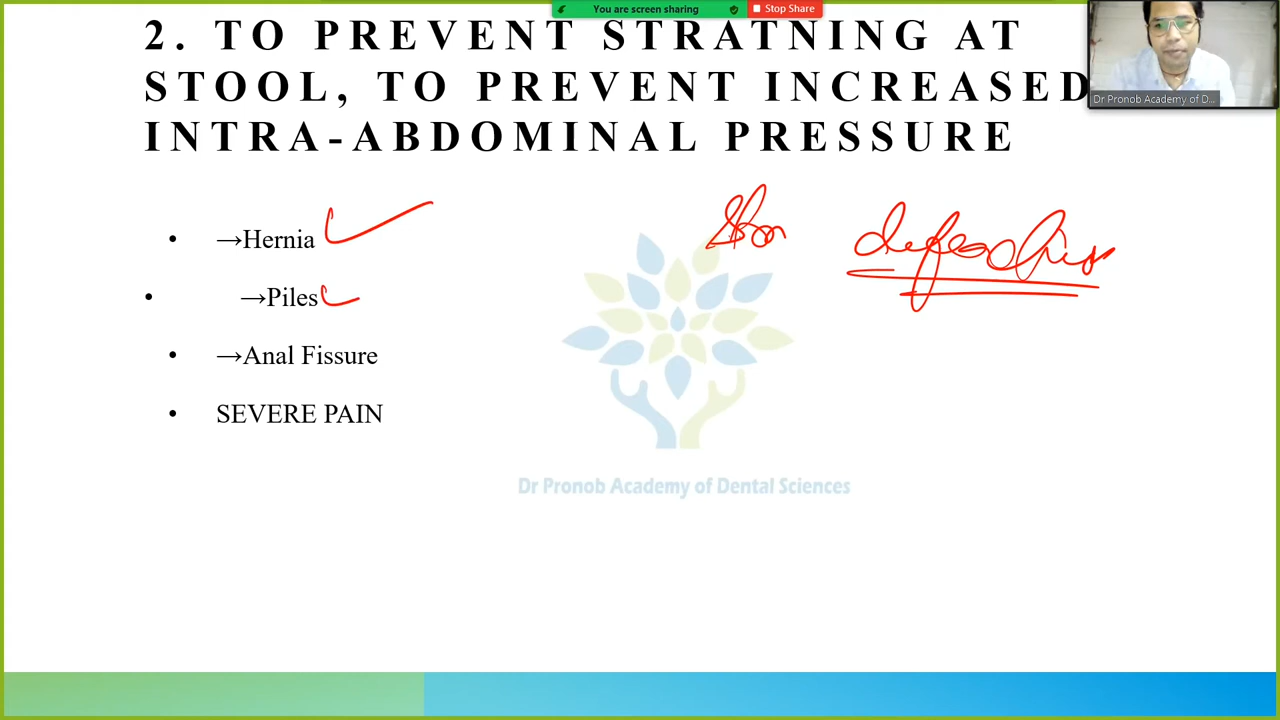 You are screen sharing
Stop Share
2. TO PREVENT STRATNING AT
STOOL, TO PREVENT INCREASED
INTRA-ABDOMINAL PRESSURE
Dr Pronob Academy of D...
• →Hernia
• →Piles
• →Anal Fissure
• SEVERE PAIN
Dr Pronob Academy of Dental Sciences